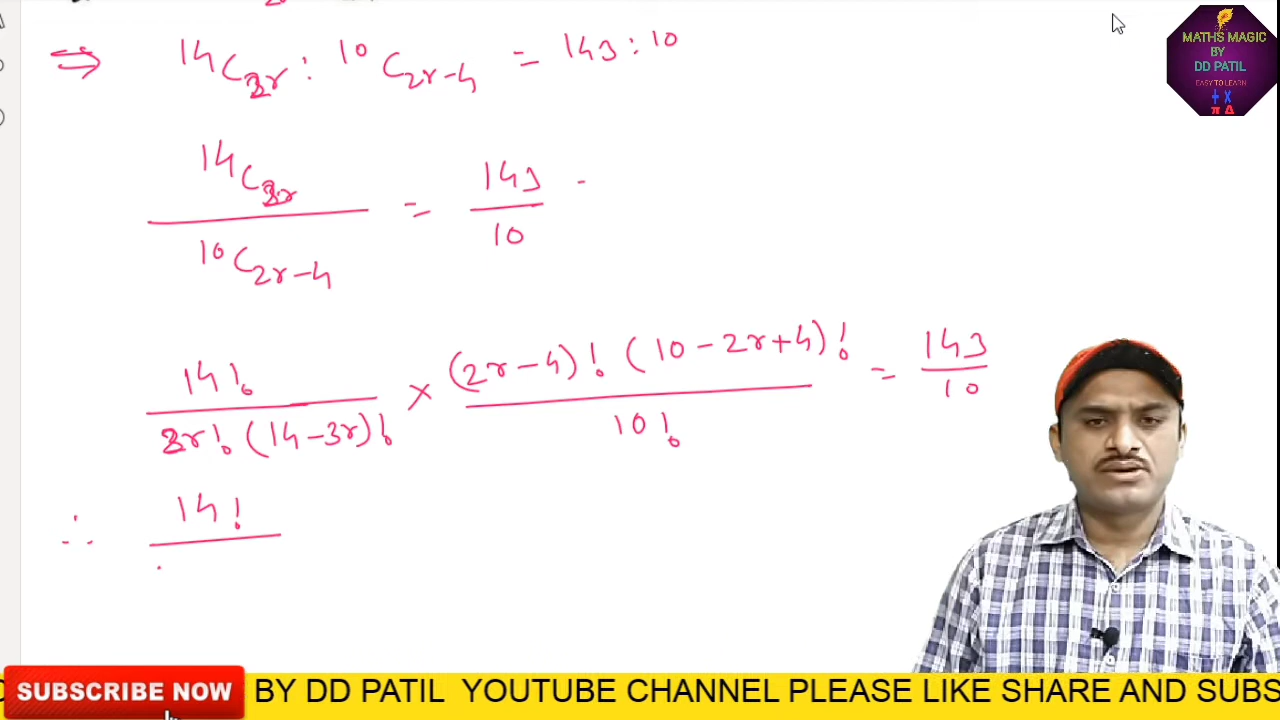 ⇒ ¹⁴C₃ᵣ : ¹⁰C₂ᵣ₋₄ = 143 : 10
¹⁴C₃ᵣ / ¹⁰C₂ᵣ₋₄ = 143 / 10
14! / 3r! (14-3r)! × (2r-4)! (10-2r+4)! / 10! = 143 / 10
∴ 14!
MATHS MAGIC
BY
DD PATIL
EASY TO LEARN
+ X
π Δ
SUBSCRIBE NOW
BY DD PATIL YOUTUBE CHANNEL PLEASE LIKE SHARE AND SUBS